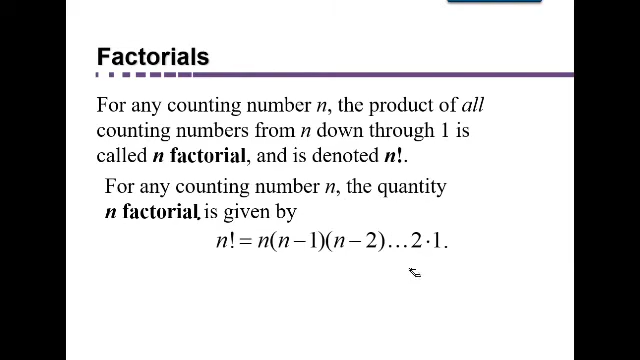 Factorials
For any counting number n, the product of all
counting numbers from n down through 1 is
called n factorial, and is denoted n!.
For any counting number n, the quantity
n factorial is given by
n! = n(n−1)(n−2)…2·1.